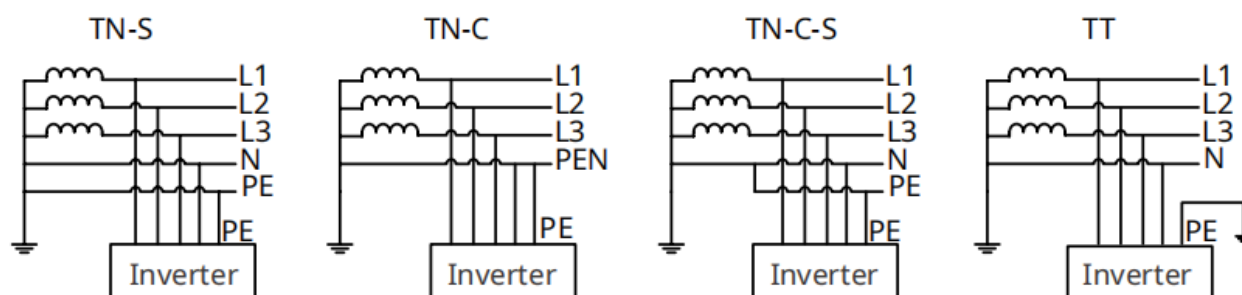 TN-S
L1
L2
L3
N
PE
PE
Inverter
TN-C
L1
L2
L3
PEN
PE
Inverter
TN-C-S
L1
L2
L3
N
PE
PE
Inverter
TT
L1
L2
L3
N
PE
Inverter